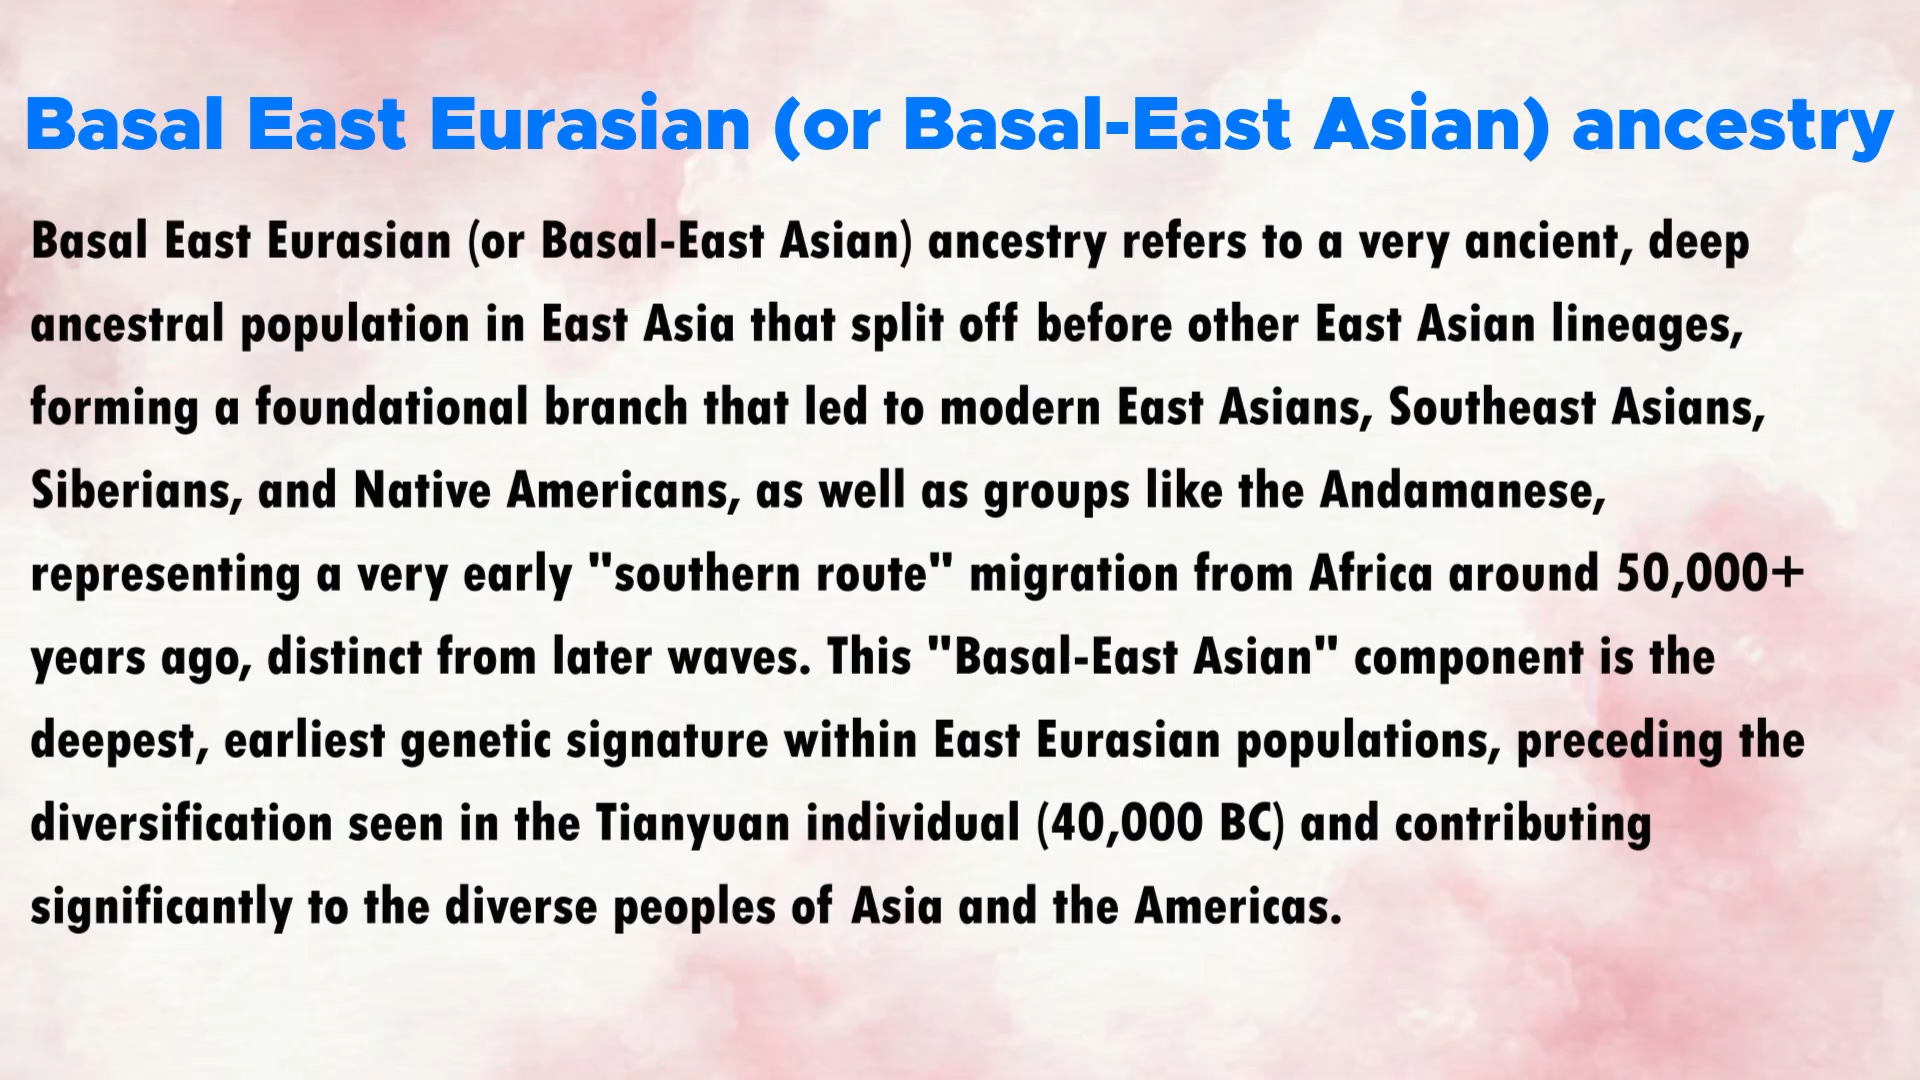 Basal East Eurasian (or Basal-East Asian) ancestry
Basal East Eurasian (or Basal-East Asian) ancestry refers to a very ancient, deep
ancestral population in East Asia that split off before other East Asian lineages,
forming a foundational branch that led to modern East Asians, Southeast Asians,
Siberians, and Native Americans, as well as groups like the Andamanese,
representing a very early "southern route" migration from Africa around 50,000+
years ago, distinct from later waves. This "Basal-East Asian" component is the
deepest, earliest genetic signature within East Eurasian populations, preceding the
diversification seen in the Tianyuan individual (40,000 BC) and contributing
significantly to the diverse peoples of Asia and the Americas.